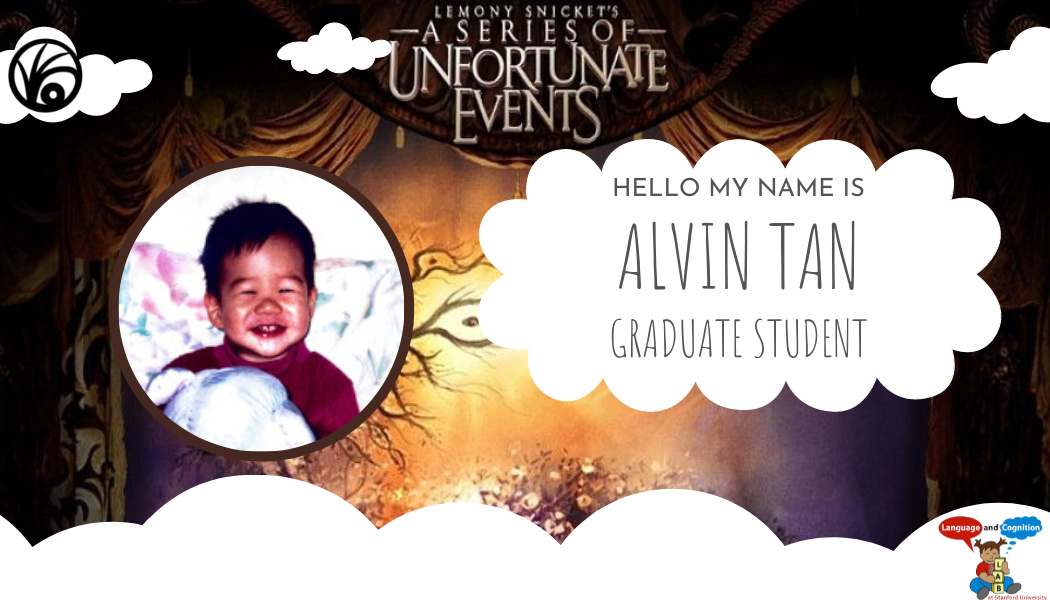 LEMONY SNICKET'S
A SERIES OF
UNFORTUNATE
EVENTS
HELLO MY NAME IS
ALVIN TAN
GRADUATE STUDENT
Language and Cognition
L
A
B
at Stanford University